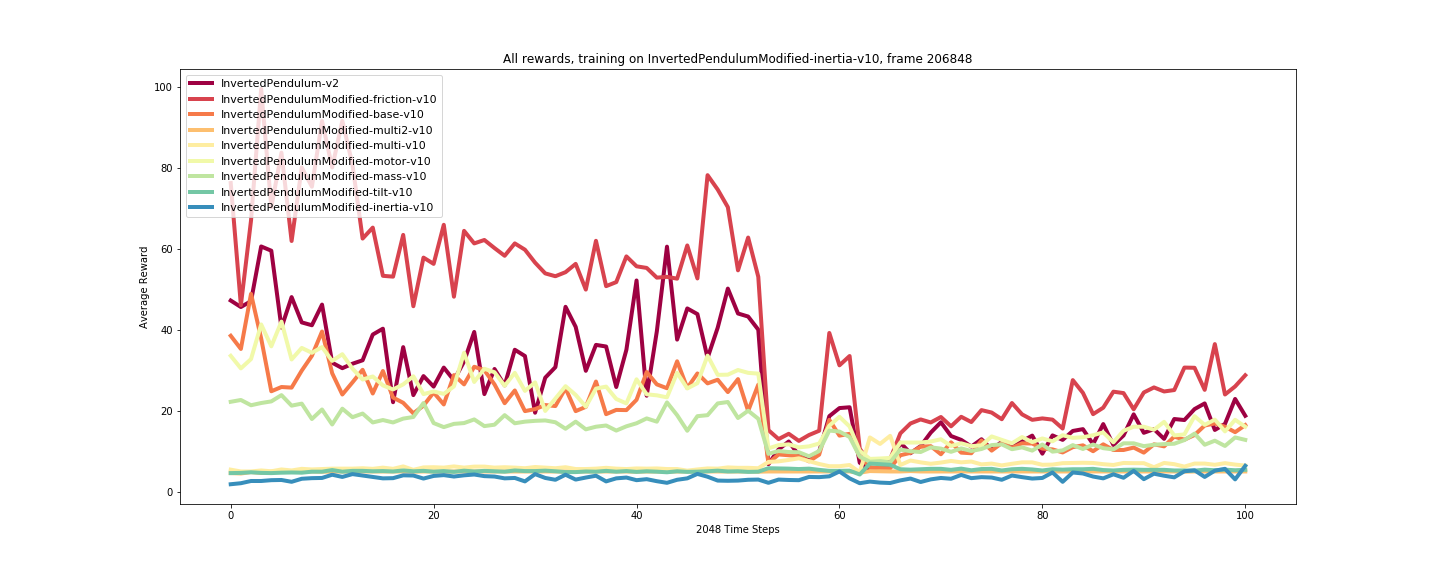 All rewards, training on InvertedPendulumModified-inertia-v10, frame 206848
InvertedPendulum-v2
InvertedPendulumModified-friction-v10
InvertedPendulumModified-base-v10
InvertedPendulumModified-multi2-v10
InvertedPendulumModified-multi-v10
InvertedPendulumModified-motor-v10
InvertedPendulumModified-mass-v10
InvertedPendulumModified-tilt-v10
InvertedPendulumModified-inertia-v10
100
80
60
40
20
0
Average Reward
0 20 40 60 80 100
2048 Time Steps